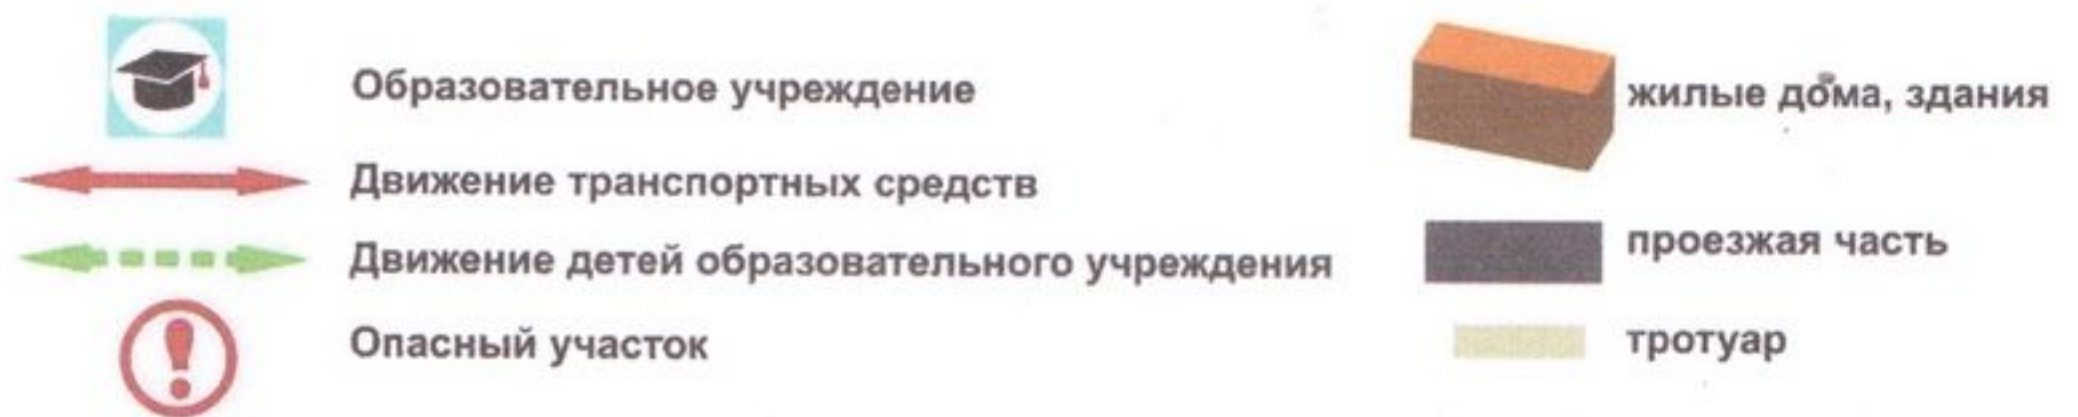 Образовательное учреждение
Движение транспортных средств
Движение детей образовательного учреждения
Опасный участок
жилые дома, здания
проезжая часть
тротуар